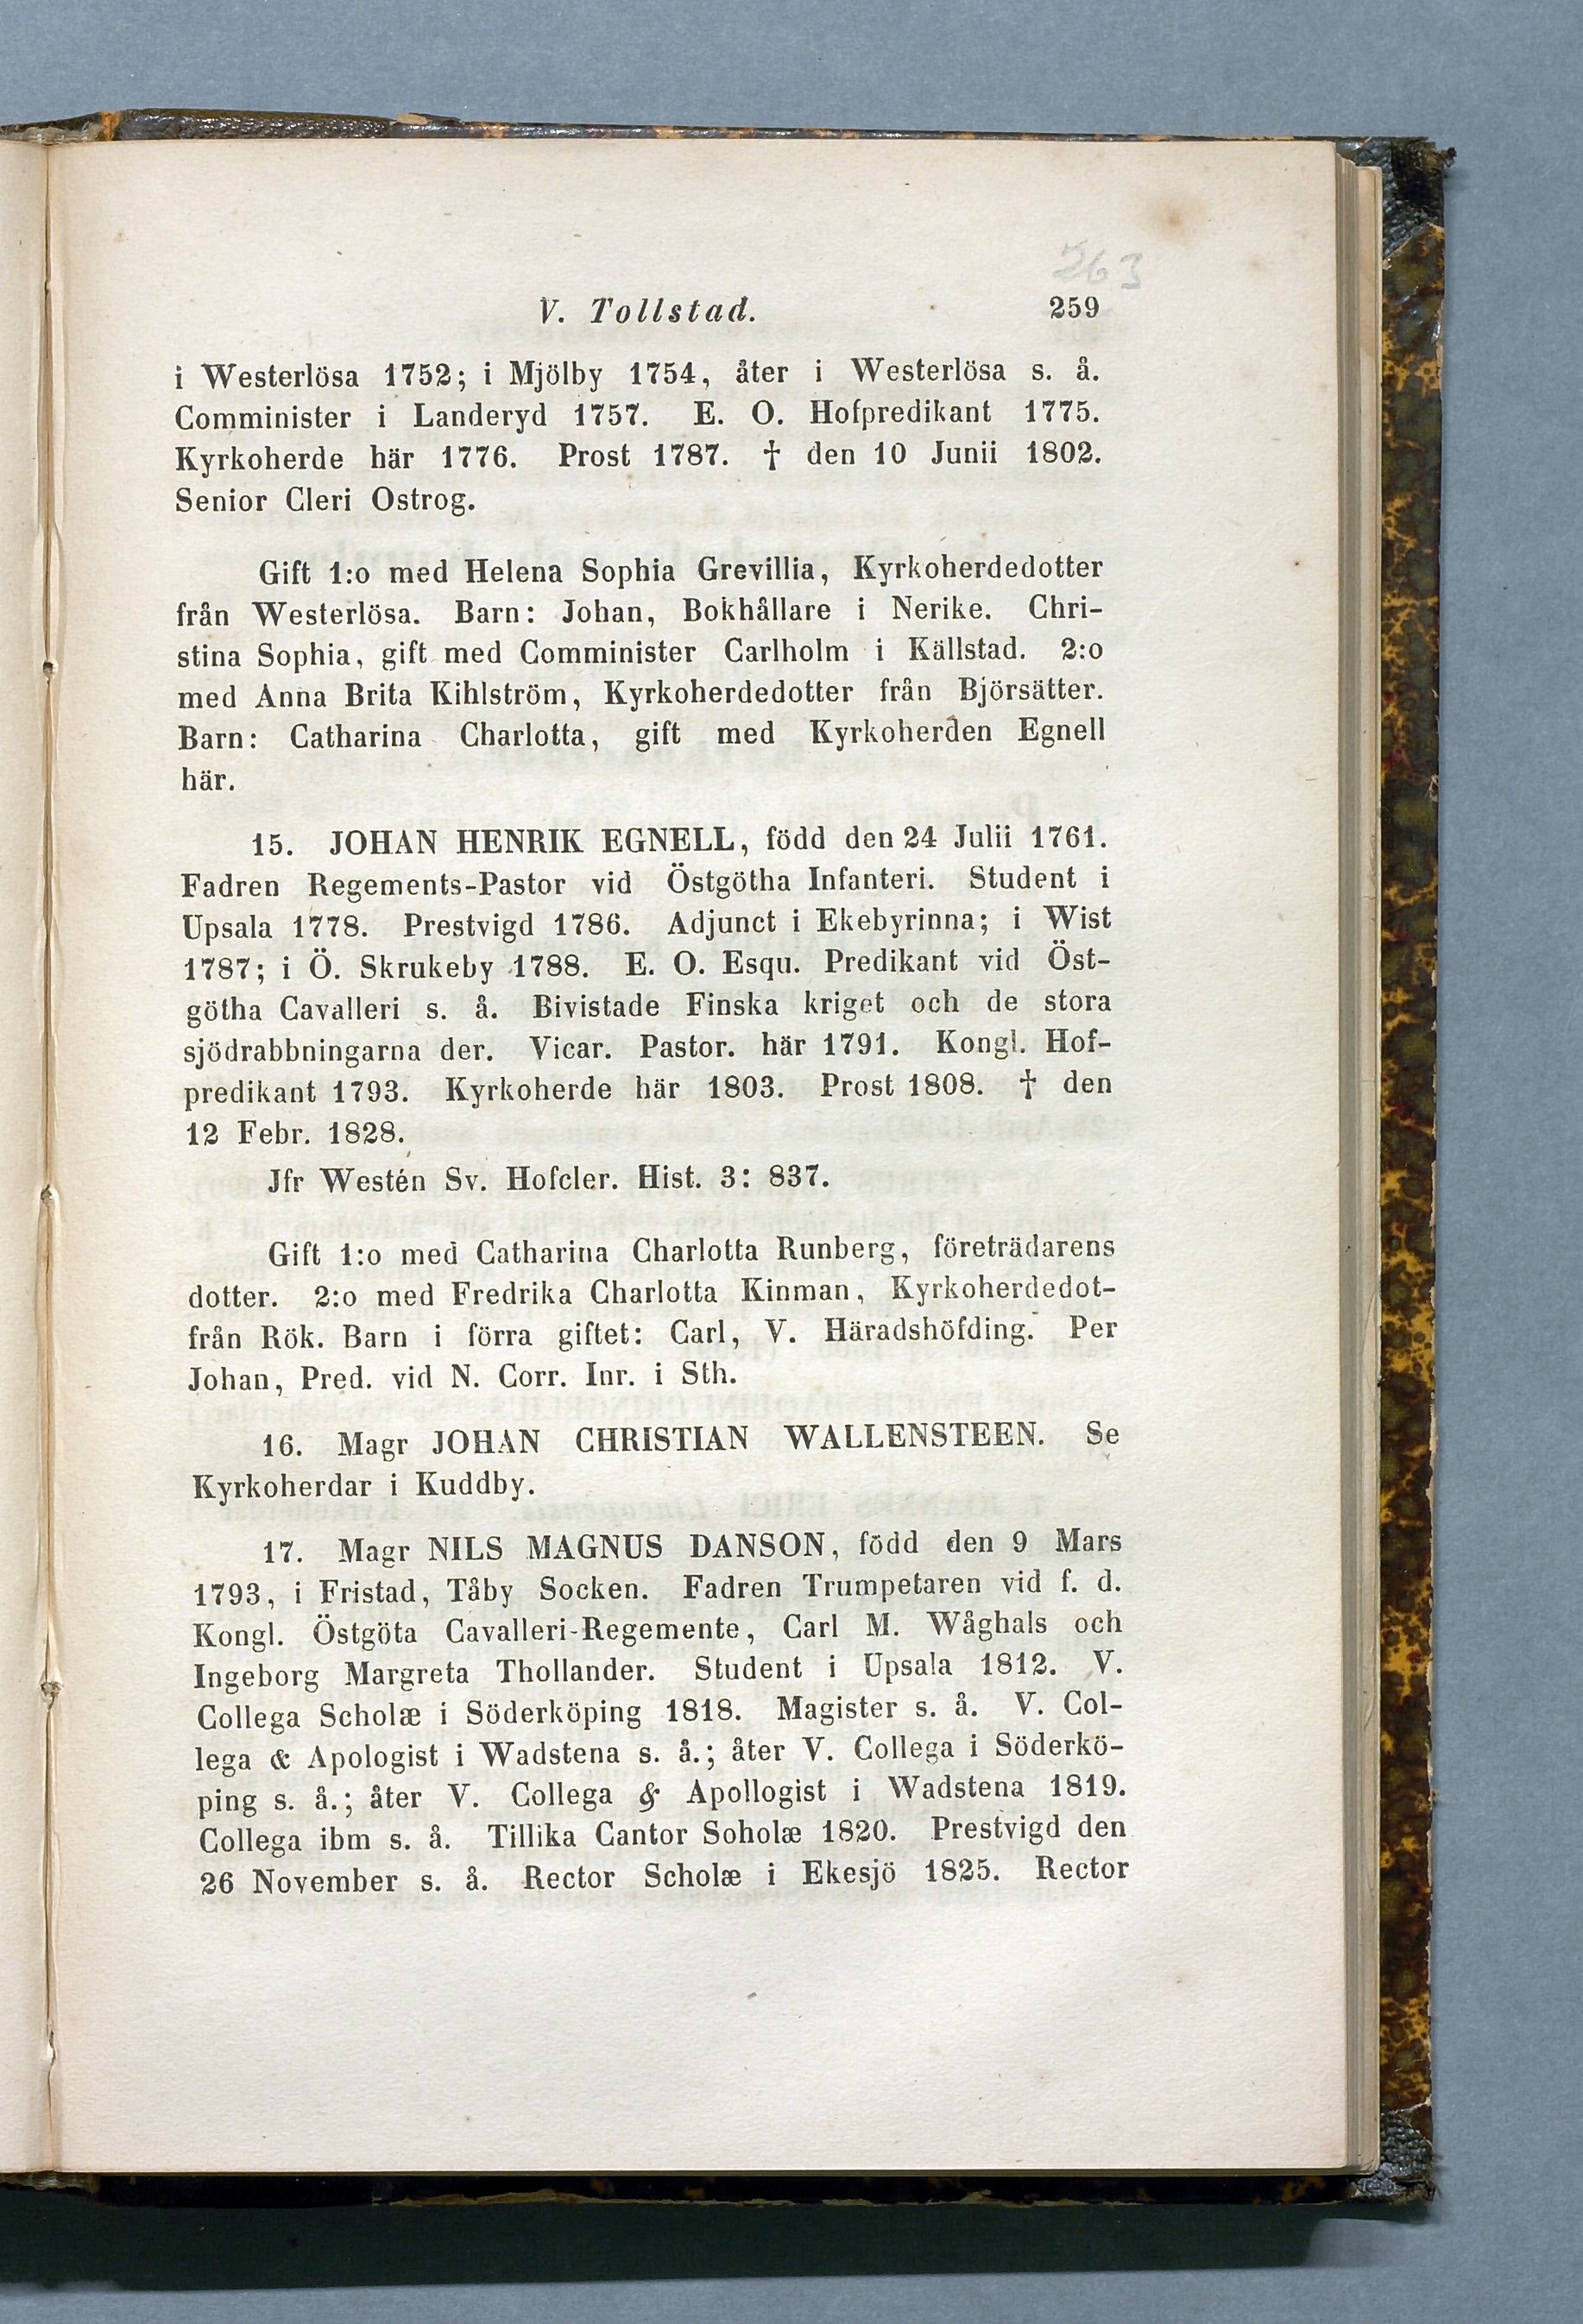 263
V. Tollstad. 259
i Westerlösa 1752; i Mjölby 1754, åter i Westerlösa s. å.
Comminister i Landeryd 1757. E. O. Hofpredikant 1775.
Kyrkoherde här 1776. Prost 1787. † den 10 Junii 1802.
Senior Cleri Ostrog.
Gift 1:o med Helena Sophia Grevillia, Kyrkoherdedotter
från Westerlösa. Barn: Johan, Bokhållare i Nerike. Chri-
stina Sophia, gift med Comminister Carlholm i Källstad. 2:o
med Anna Brita Kihlström, Kyrkoherdedotter från Björsätter.
Barn: Catharina Charlotta, gift med Kyrkoherden Egnell
här.
15. JOHAN HENRIK EGNELL, född den 24 Julii 1761.
Fadren Regements-Pastor vid Östgötha Infanteri. Student i
Upsala 1778. Prestvigd 1786. Adjunct i Ekebyrinna; i Wist
1787; i Ö. Skrukeby 1788. E. O. Esqu. Predikant vid Öst-
götha Cavalleri s. å. Bivistade Finska kriget och de stora
sjödrabbningarna der. Vicar. Pastor. här 1791. Kongl. Hof-
predikant 1793. Kyrkoherde här 1803. Prost 1808. † den
12 Febr. 1828.
Jfr Westén Sv. Hofcler. Hist. 3: 837.
Gift 1:o med Catharina Charlotta Runberg, företrädarens
dotter. 2:o med Fredrika Charlotta Kinman, Kyrkoherdedot-
från Rök. Barn i förra giftet: Carl, V. Häradshöfding. Per
Johan, Pred. vid N. Corr. Inr. i Sth.
16. Magr JOHAN CHRISTIAN WALLENSTEEN. Se
Kyrkoherdar i Kuddby.
17. Magr NILS MAGNUS DANSON, född den 9 Mars
1793, i Fristad, Tåby Socken. Fadren Trumpetaren vid f. d.
Kongl. Östgöta Cavalleri-Regemente, Carl M. Wåghals och
Ingeborg Margreta Thollander. Student i Upsala 1812. V.
Collega Scholæ i Söderköping 1818. Magister s. å. V. Col-
lega & Apologist i Wadstena s. å.; åter V. Collega i Söderkö-
ping s. å.; åter V. Collega & Apollogist i Wadstena 1819.
Collega ibm s. å. Tillika Cantor Soholæ 1820. Prestvigd den
26 November s. å. Rector Scholæ i Ekesjö 1825. Rector